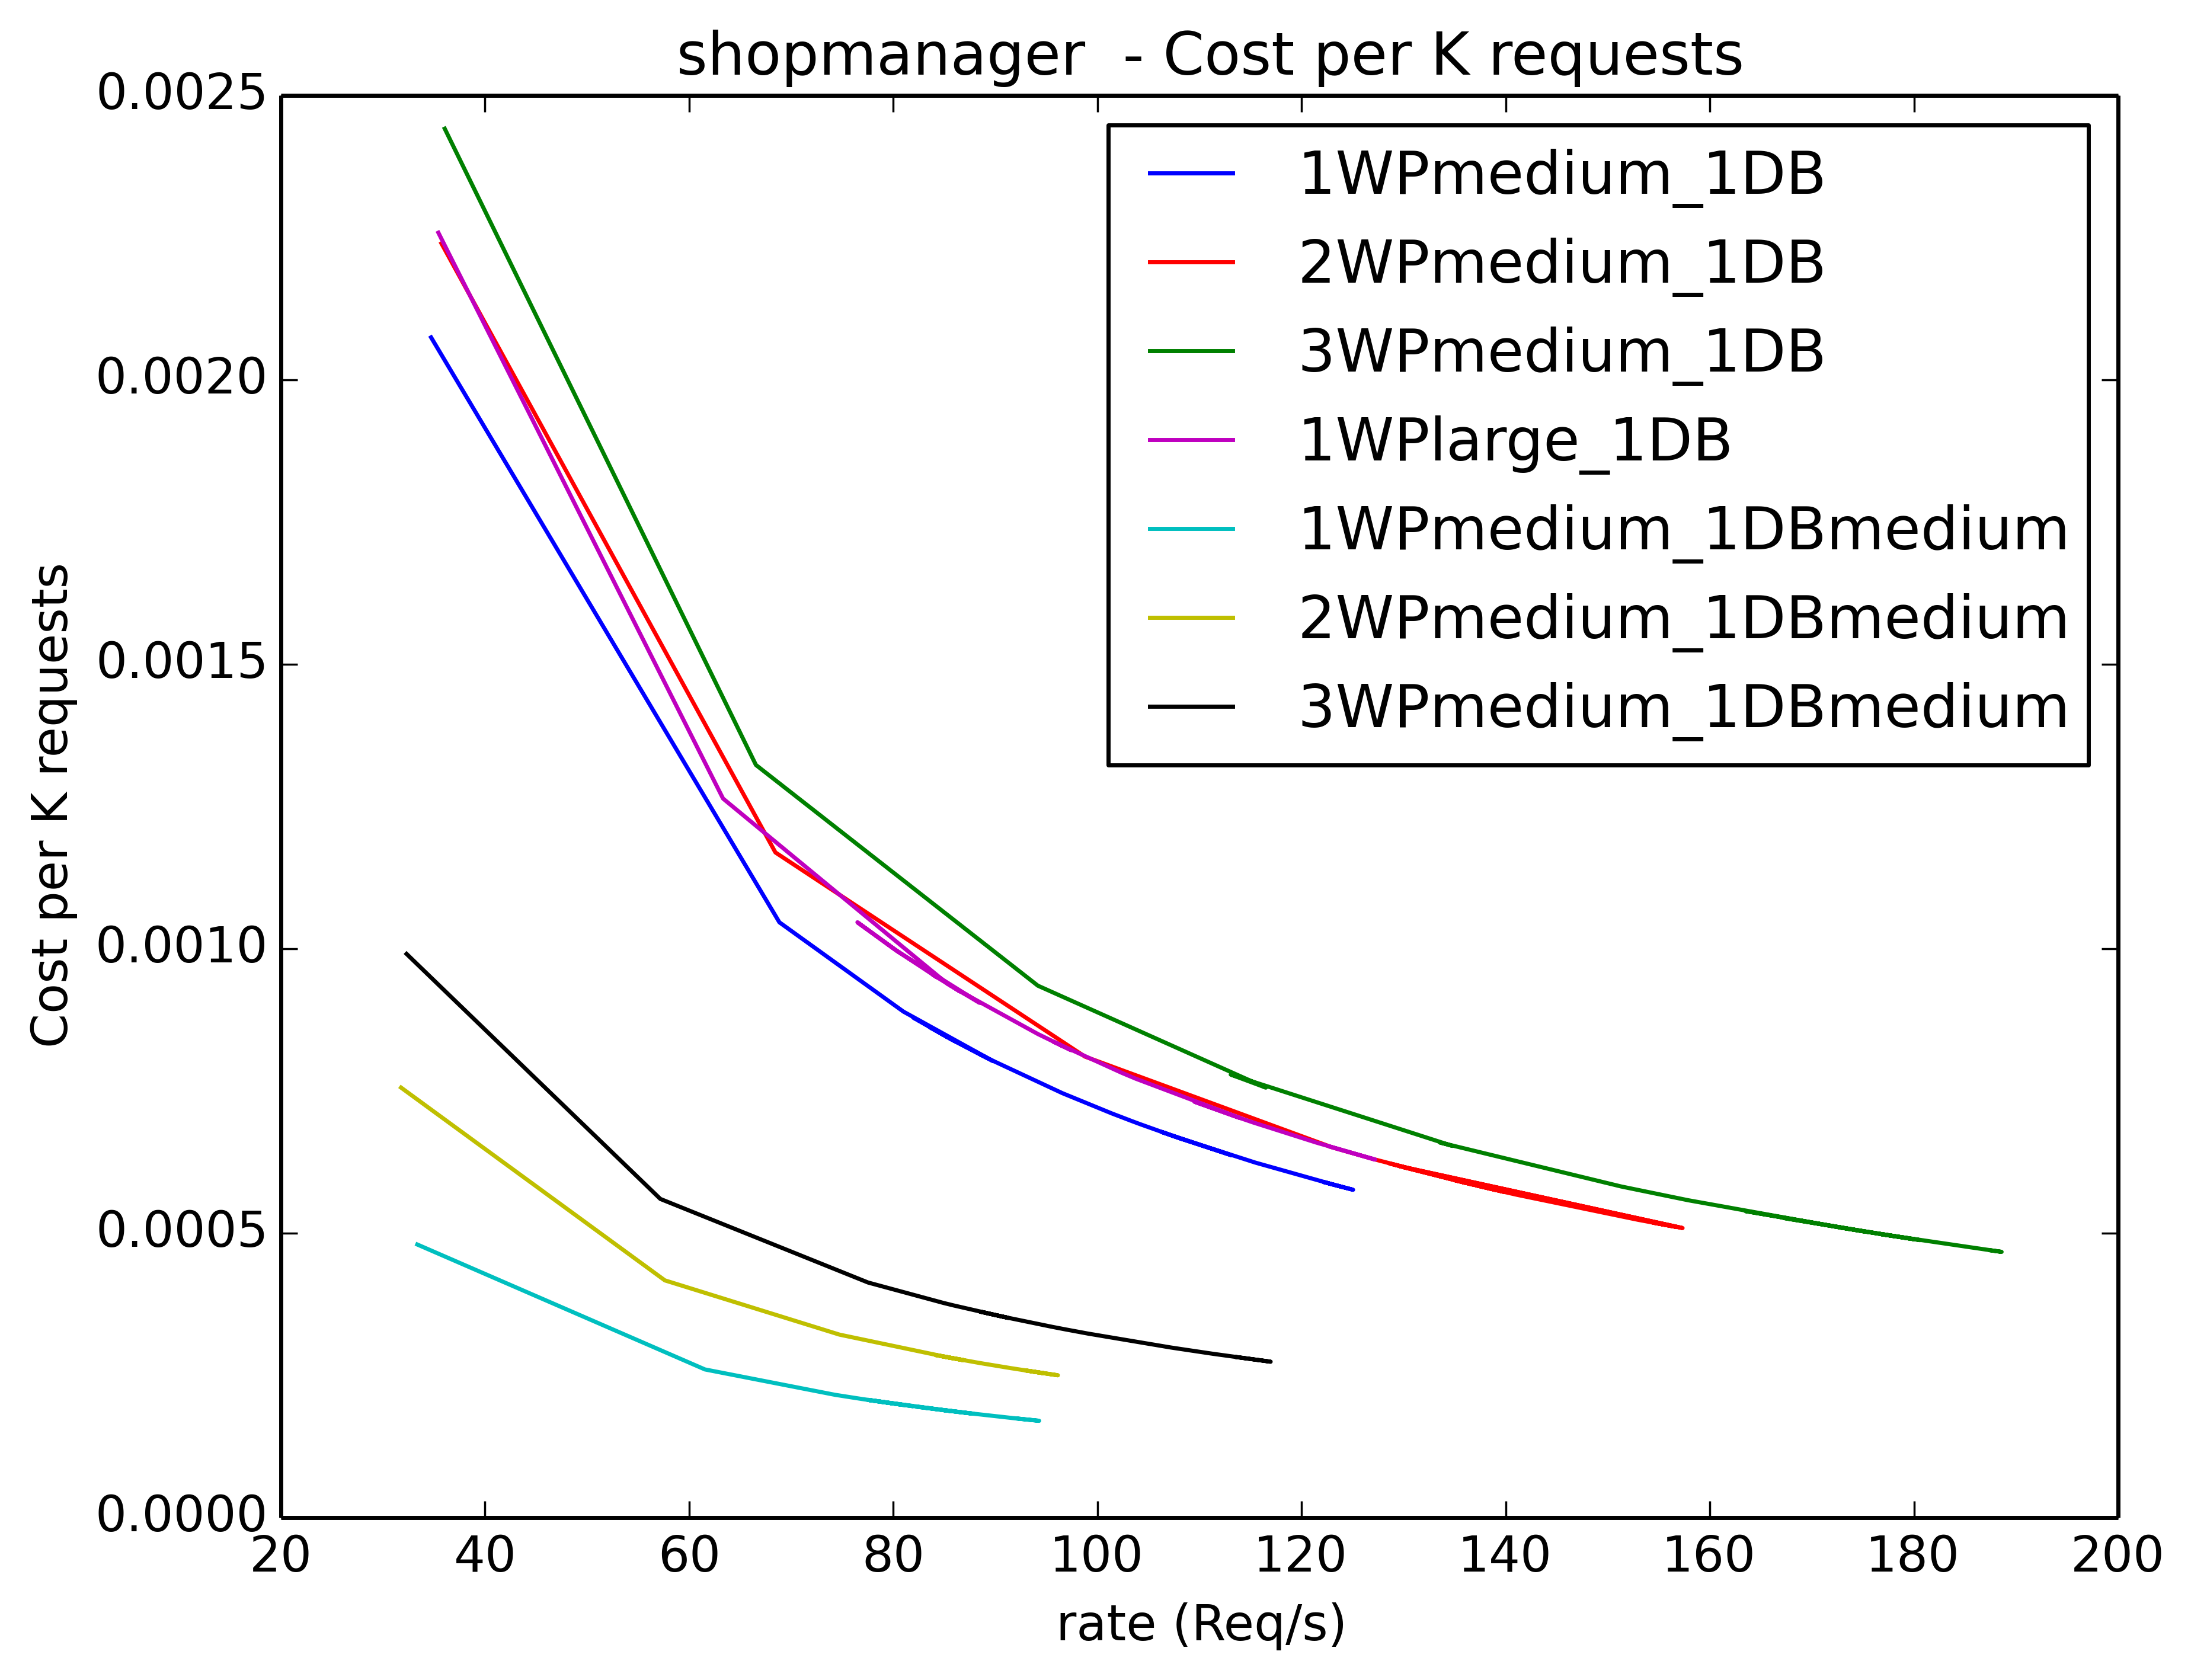 shopmanager  - Cost per K requests
0.0025
0.0020
0.0015
0.0010
0.0005
0.0000
Cost per K requests
1WPmedium_1DB
2WPmedium_1DB
3WPmedium_1DB
1WPlarge_1DB
1WPmedium_1DBmedium
2WPmedium_1DBmedium
3WPmedium_1DBmedium
20 40 60 80 100 120 140 160 180 200
rate (Req/s)